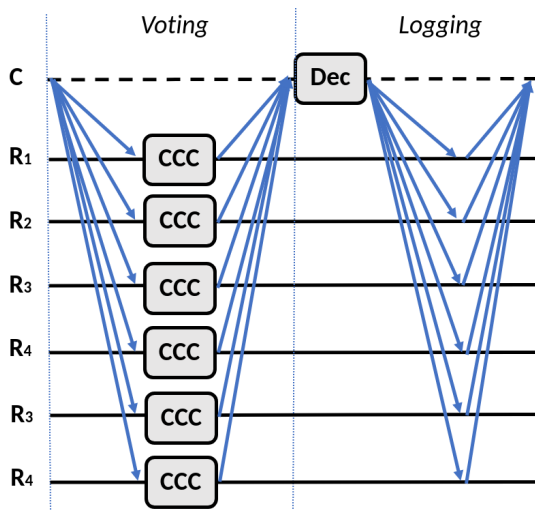 Voting Logging
C Dec
R1 CCC
R2 CCC
R3 CCC
R4 CCC
R3 CCC
R4 CCC